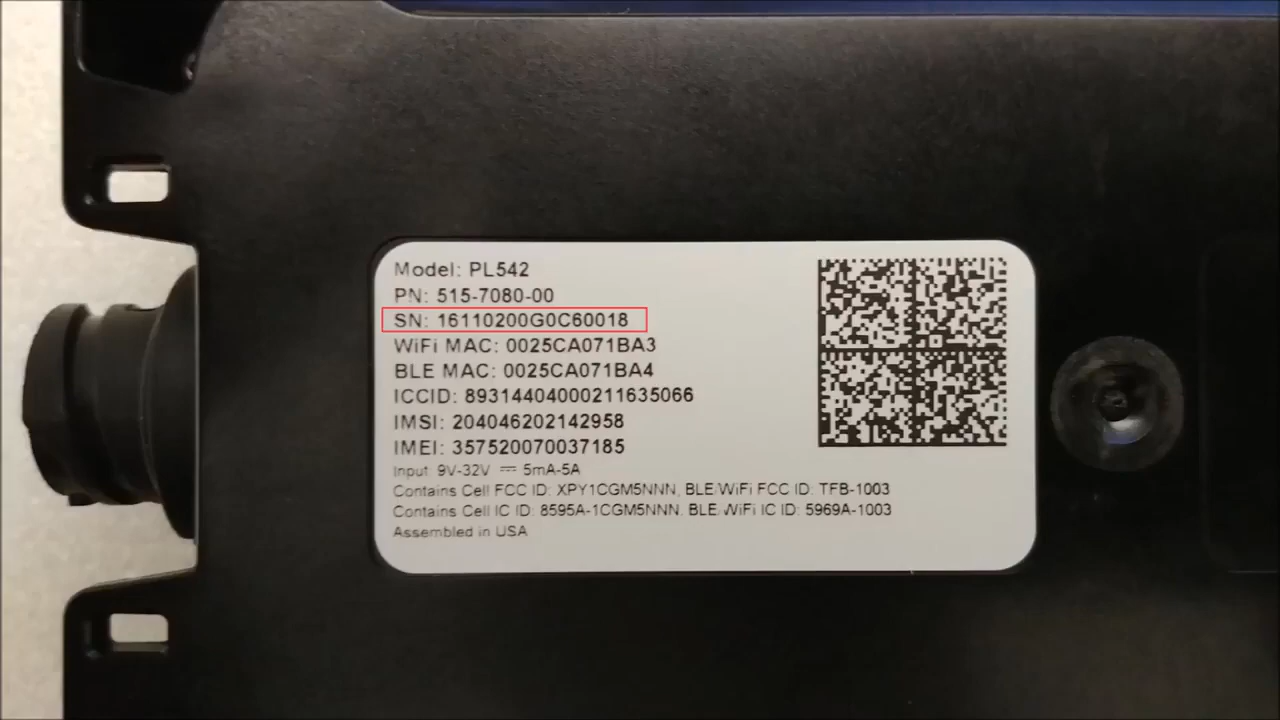 Model: PL542
PN: 515-7080-00
SN: 16110200G0C60018
WiFi MAC: 0025CA071BA3
BLE MAC: 0025CA071BA4
ICCID: 89314404000211635066
IMSI: 204046202142958
IMEI: 357520070037185
Input 9V-32V ⎓ 5mA-5A
Contains Cell FCC ID: XPY1CGM5NNN, BLE/WiFi FCC ID: TFB-1003
Contains Cell IC ID: 8595A-1CGM5NNN, BLE/WiFi IC ID: 5969A-1003
Assembled in USA